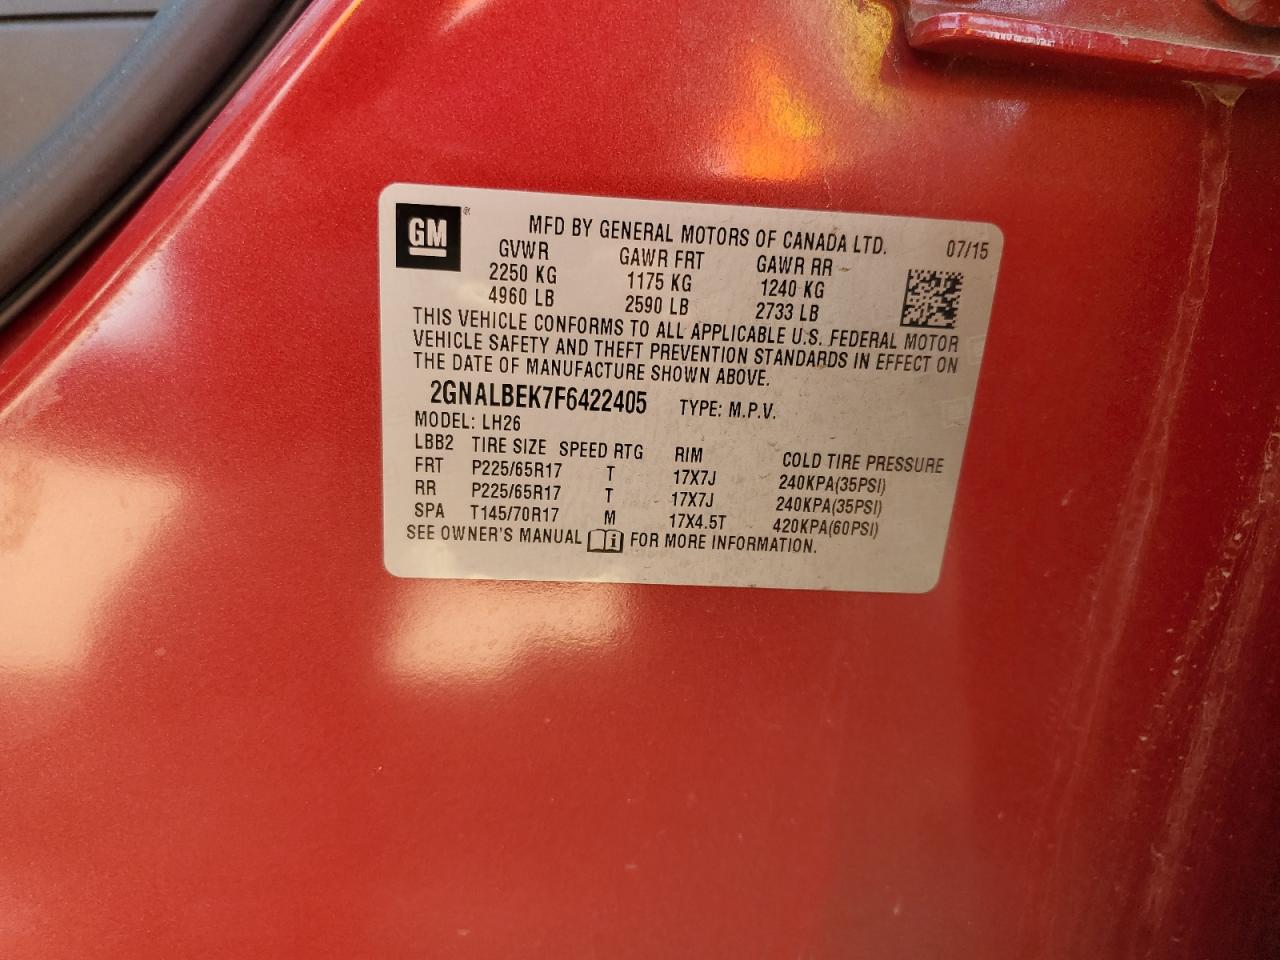 GM®
MFD BY GENERAL MOTORS OF CANADA LTD. 07/15
GVWR GAWR FRT GAWR RR
2250 KG 1175 KG 1240 KG
4960 LB 2590 LB 2733 LB
THIS VEHICLE CONFORMS TO ALL APPLICABLE U.S. FEDERAL MOTOR
VEHICLE SAFETY AND THEFT PREVENTION STANDARDS IN EFFECT ON
THE DATE OF MANUFACTURE SHOWN ABOVE.
2GNALBEK7F6422405 TYPE: M.P.V.
MODEL: LH26
LBB2 TIRE SIZE SPEED RTG RIM COLD TIRE PRESSURE
FRT P225/65R17 T 17X7J 240KPA(35PSI)
RR P225/65R17 T 17X7J 240KPA(35PSI)
SPA T145/70R17 M 17X4.5T 420KPA(60PSI)
SEE OWNER'S MANUAL i FOR MORE INFORMATION.